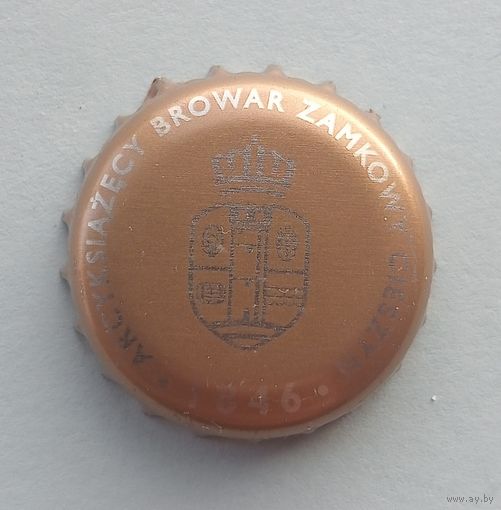 ARCYKSIĄŻĘCY BROWAR ZAMKOWY CIESZYN
• 1846 •
www.ay.by